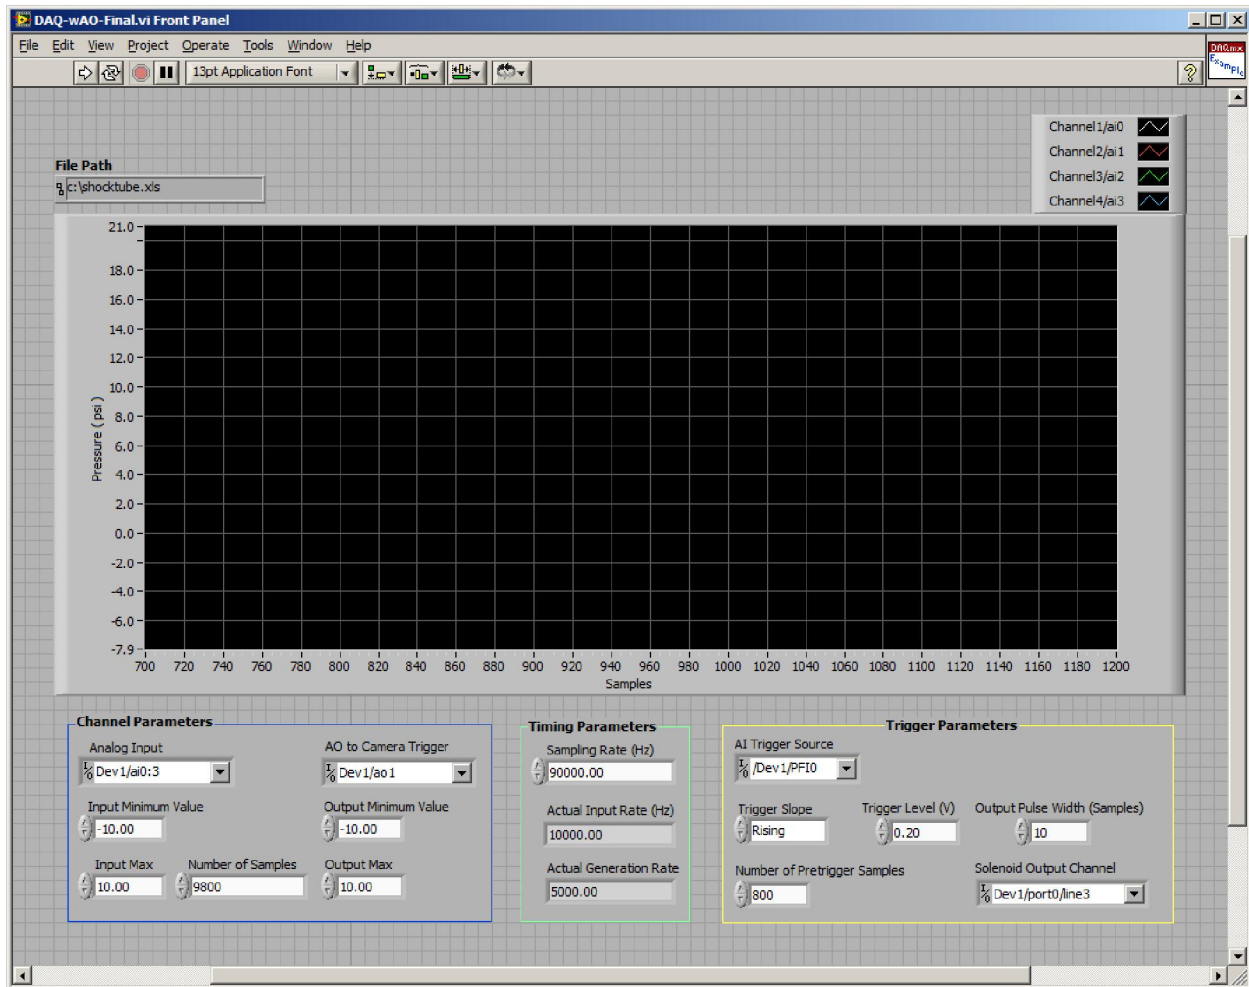 DAQ-wAO-Final.vi Front Panel
File Edit View Project Operate Tools Window Help
13pt Application Font
DAQmx
Example
Channel1/ai0
Channel2/ai1
Channel3/ai2
Channel4/ai3
File Path
c:\shocktube.xls
21.0
18.0
16.0
14.0
12.0
10.0
8.0
6.0
4.0
2.0
0.0
-2.0
-4.0
-6.0
-7.9
Pressure (psi)
700 720 740 760 780 800 820 840 860 880 900 920 940 960 980 1000 1020 1040 1060 1080 1100 1120 1140 1160 1180 1200
Samples
Channel Parameters
Analog Input
Dev1/ai0:3
AO to Camera Trigger
Dev1/ao1
Input Minimum Value
-10.00
Output Minimum Value
-10.00
Input Max
10.00
Number of Samples
9800
Output Max
10.00
Timing Parameters
Sampling Rate (Hz)
90000.00
Actual Input Rate (Hz)
10000.00
Actual Generation Rate
5000.00
Trigger Parameters
AI Trigger Source
/Dev1/PFI0
Trigger Slope
Rising
Trigger Level (V)
0.20
Output Pulse Width (Samples)
10
Number of Pretrigger Samples
800
Solenoid Output Channel
Dev1/port0/line3